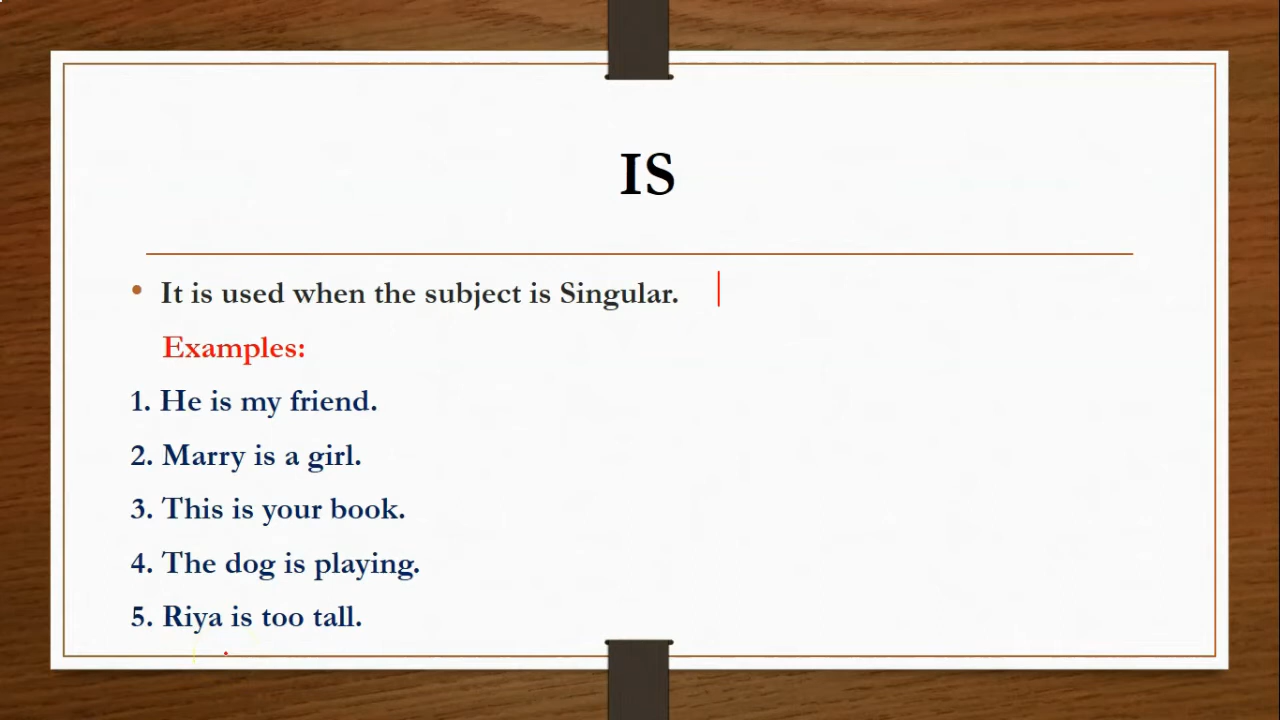 IS
• It is used when the subject is Singular.
Examples:
1. He is my friend.
2. Marry is a girl.
3. This is your book.
4. The dog is playing.
5. Riya is too tall.